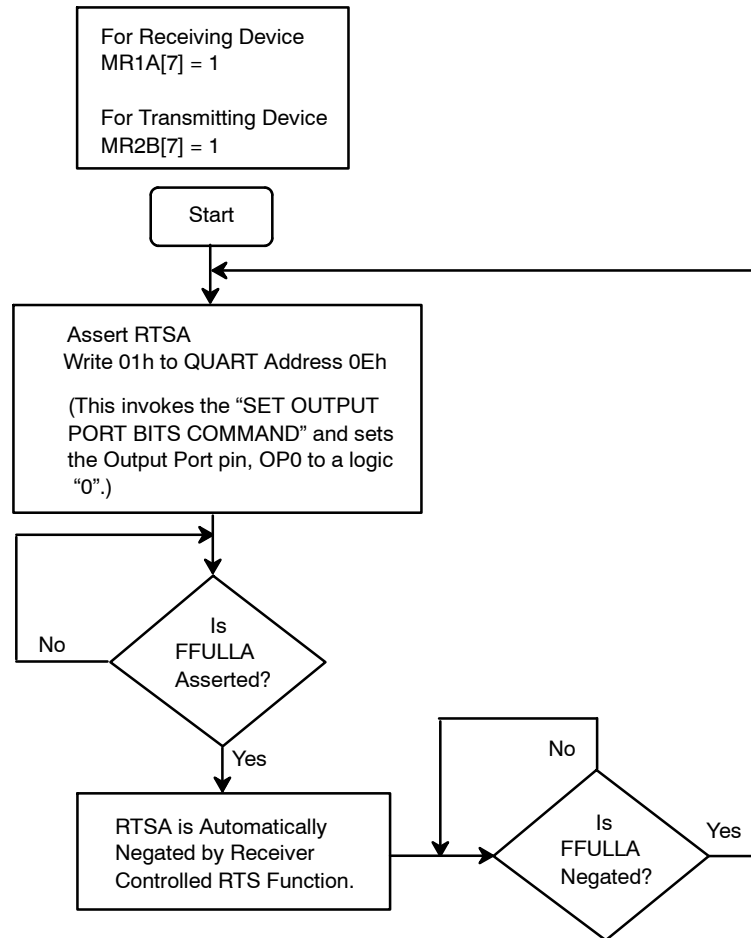 For Receiving Device
MR1A[7] = 1
For Transmitting Device
MR2B[7] = 1
Start
Assert RTSA
Write 01h to QUART Address 0Eh
(This invokes the “SET OUTPUT
PORT BITS COMMAND” and sets
the Output Port pin, OP0 to a logic
“0”.)
Is
FFULLA
Asserted?
No
Yes
RTSA is Automatically
Negated by Receiver
Controlled RTS Function.
No
Is
FFULLA
Negated?
Yes